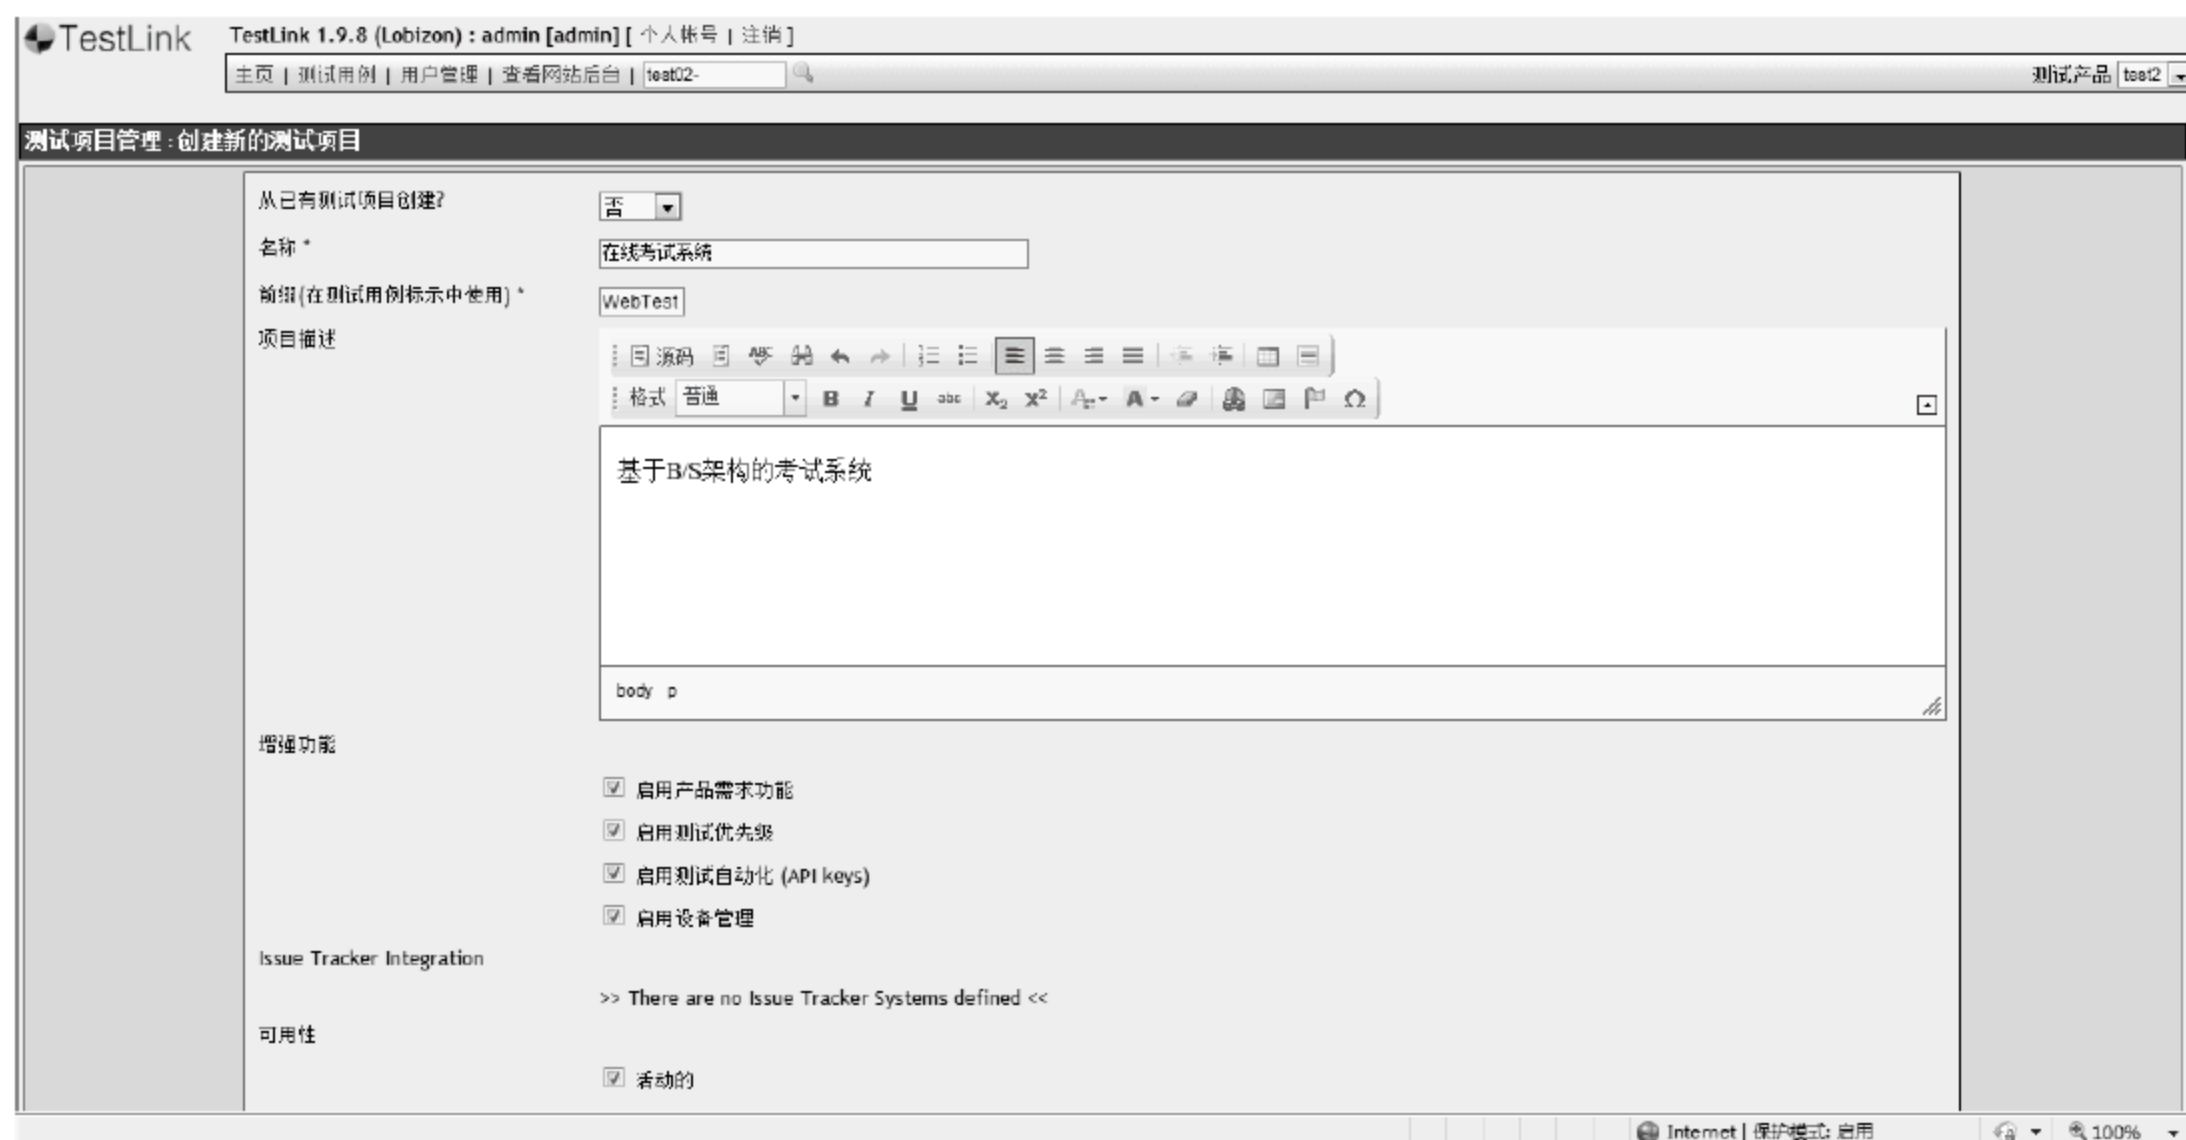 TestLink
TestLink 1.9.8 (Lobizon) : admin [admin] [ 个人帐号 | 注销 ]
主页 | 测试用例 | 用户管理 | 查看网站后台 | test02-
测试产品 test2
测试项目管理 : 创建新的测试项目
从已有测试项目创建? 否
名称 * 在线考试系统
前缀(在测试用例标示中使用) * WebTest
项目描述
源码 ABC
格式 普通 B I U abc X₂ X² A A Ω
基于B/S架构的考试系统
body p
增强功能
启用产品需求功能
启用测试优先级
启用测试自动化 (API keys)
启用设备管理
Issue Tracker Integration
>> There are no Issue Tracker Systems defined <<
可用性
活动的
Internet | 保护模式: 启用 100%